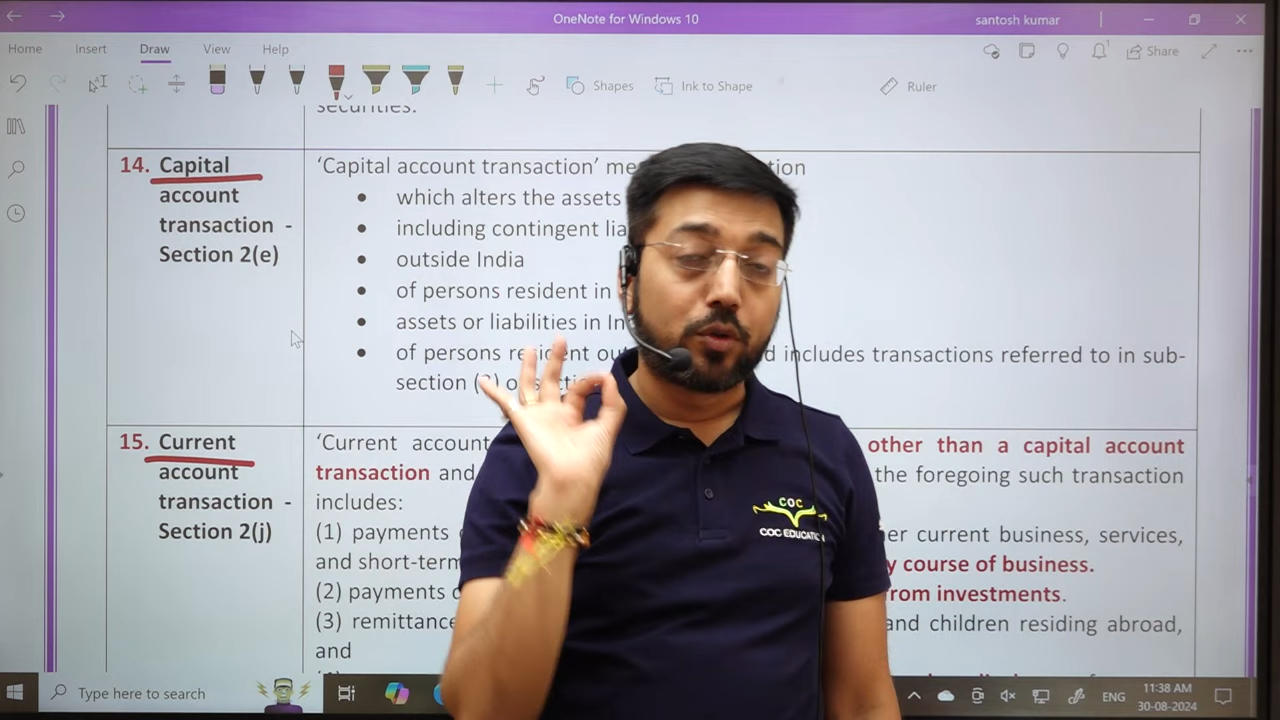 OneNote for Windows 10
santosh kumar
Home Insert Draw View Help
Share
Shapes
Ink to Shape
Ruler
securities.
14. Capital
account
transaction -
Section 2(e)
‘Capital account transaction’ tion
• which alters the assets
• including contingent
• outside India
• of persons resident in
• assets or liabilities in
• of persons resident includes transactions referred to in sub-
section
15. Current
account
transaction -
Section 2(j)
‘Current account other than a capital account
transaction and the foregoing such transaction
includes:
(1) payments current business, services,
and short-term course of business.
(2) payments from investments.
(3) remittance and children residing abroad,
and
COC
COC EDUCATION
Type here to search
ENG
11:38 AM
30-08-2024